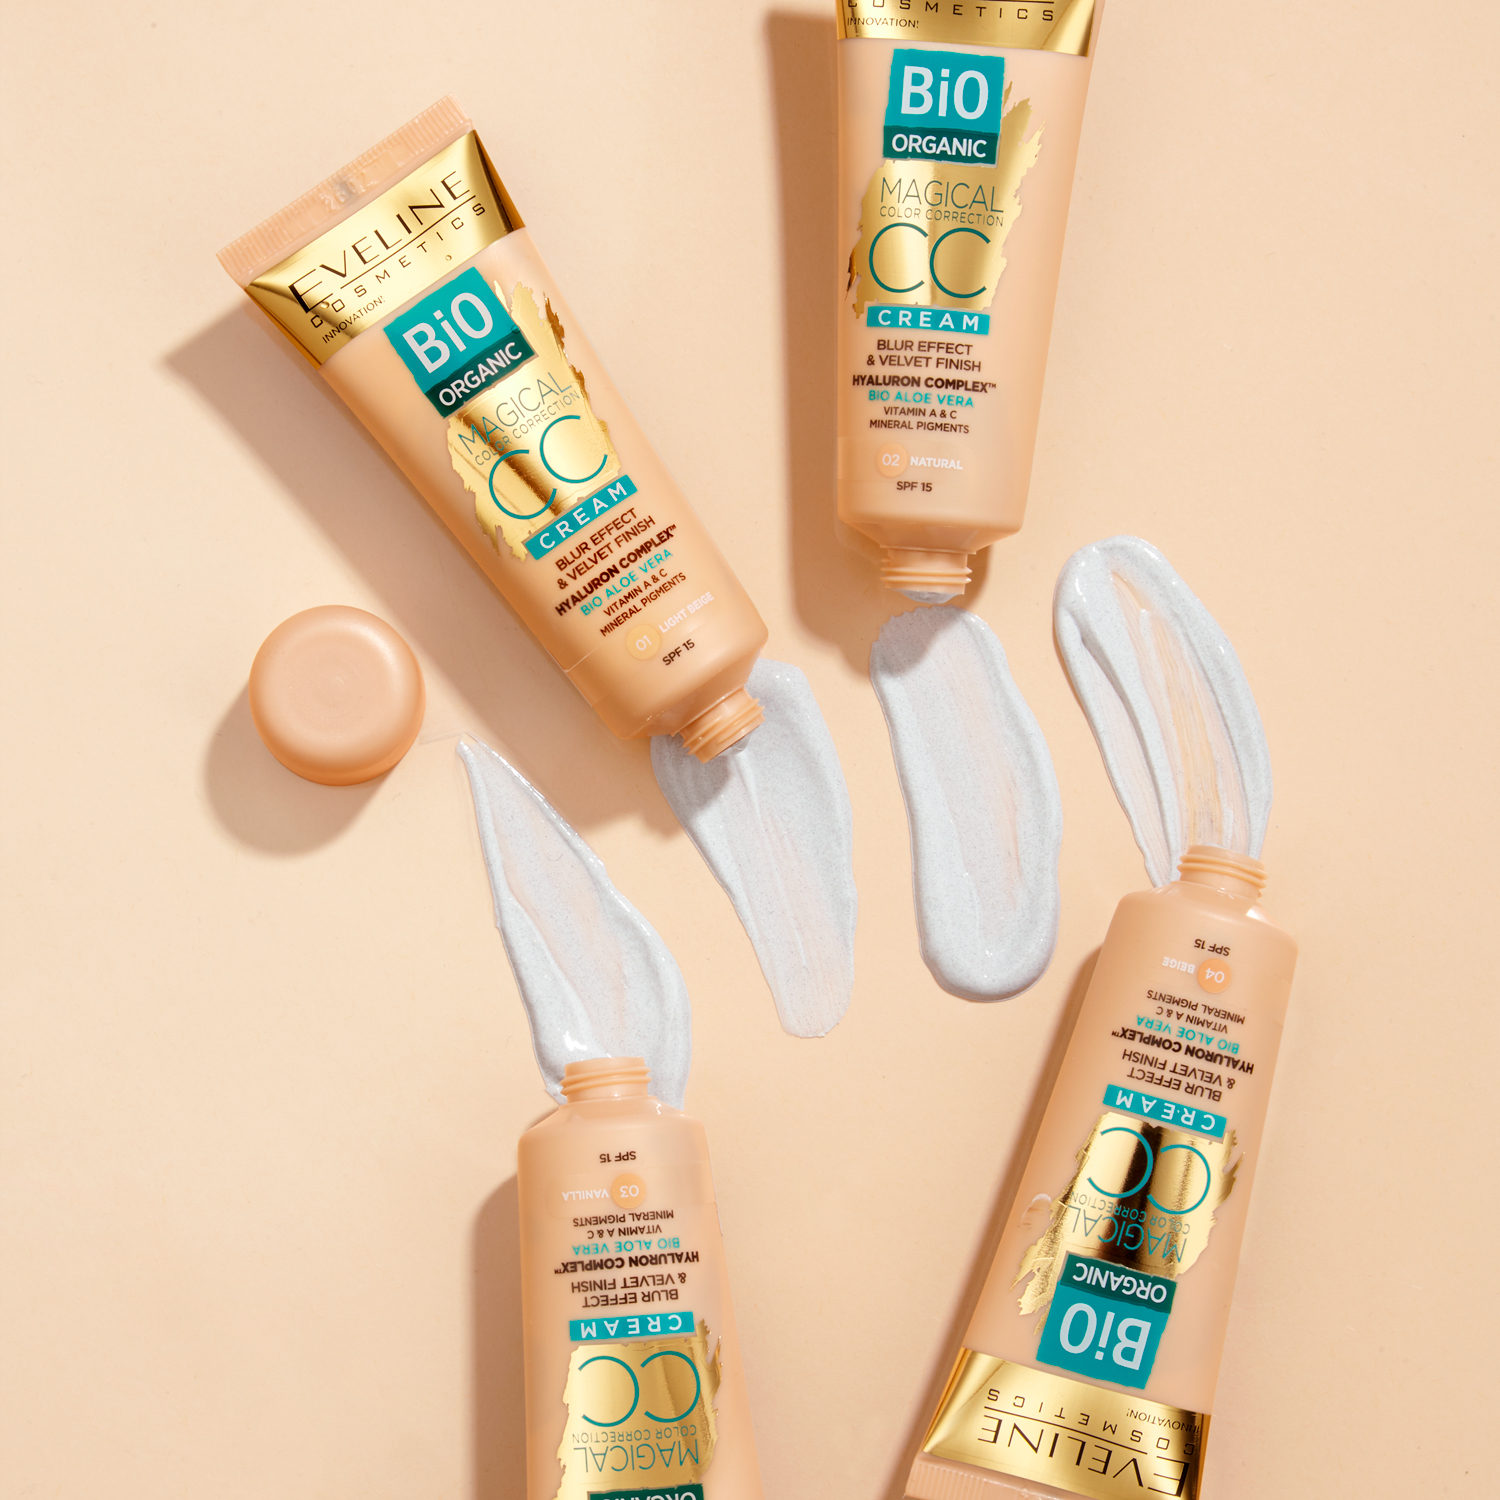 EVELINE
COSMETICS
INNOVATION!
BiO
ORGANIC
MAGICAL
COLOR CORRECTION
CC
CREAM
BLUR EFFECT
& VELVET FINISH
HYALURON COMPLEX™
BIO ALOE VERA
VITAMIN A & C
MINERAL PIGMENTS
01 LIGHT BEIGE
SPF 15
COSMETICS
INNOVATION!
BiO
ORGANIC
MAGICAL
COLOR CORRECTION
CC
CREAM
BLUR EFFECT
& VELVET FINISH
HYALURON COMPLEX™
BIO ALOE VERA
VITAMIN A & C
MINERAL PIGMENTS
02 NATURAL
SPF 15
ORGANIC
MAGICAL
COLOR CORRECTION
CC
CREAM
BLUR EFFECT
& VELVET FINISH
HYALURON COMPLEX™
BIO ALOE VERA
VITAMIN A & C
MINERAL PIGMENTS
03 VANILLA
SPF 15
EVELINE
COSMETICS
INNOVATION!
BiO
ORGANIC
MAGICAL
COLOR CORRECTION
CC
CREAM
BLUR EFFECT
& VELVET FINISH
HYALURON COMPLEX™
BIO ALOE VERA
VITAMIN A & C
MINERAL PIGMENTS
04 BEIGE
SPF 15